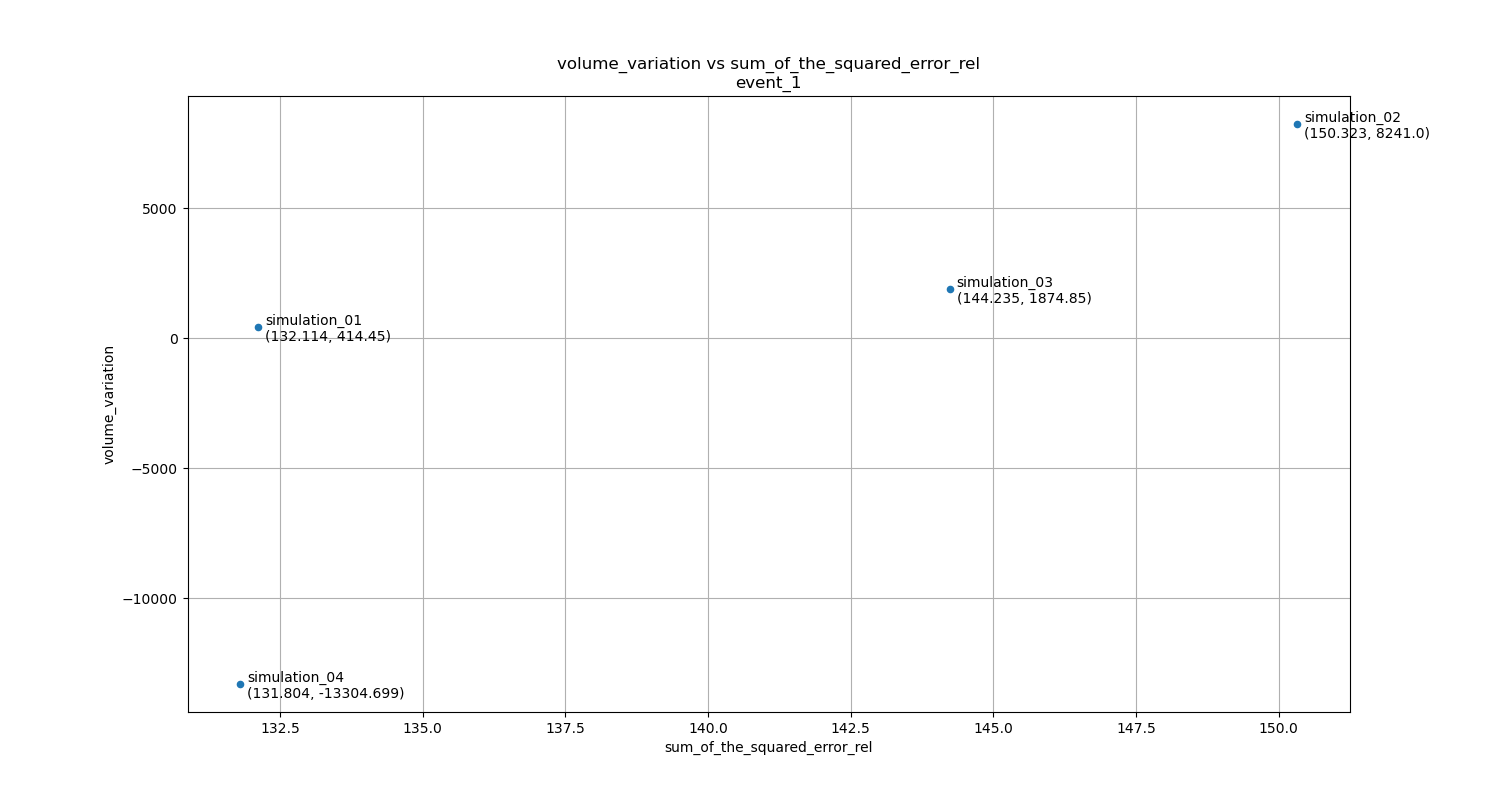 volume_variation vs sum_of_the_squared_error_rel
event_1
simulation_02
(150.323, 8241.0)
5000
simulation_03
(144.235, 1874.85)
simulation_01
(132.114, 414.45)
0
volume_variation
−5000
−10000
simulation_04
(131.804, -13304.699)
132.5 135.0 137.5 140.0 142.5 145.0 147.5 150.0
sum_of_the_squared_error_rel